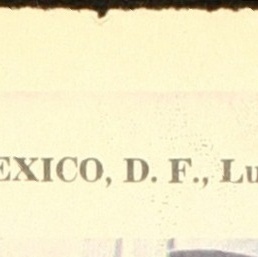 EXICO, D. F., Lu